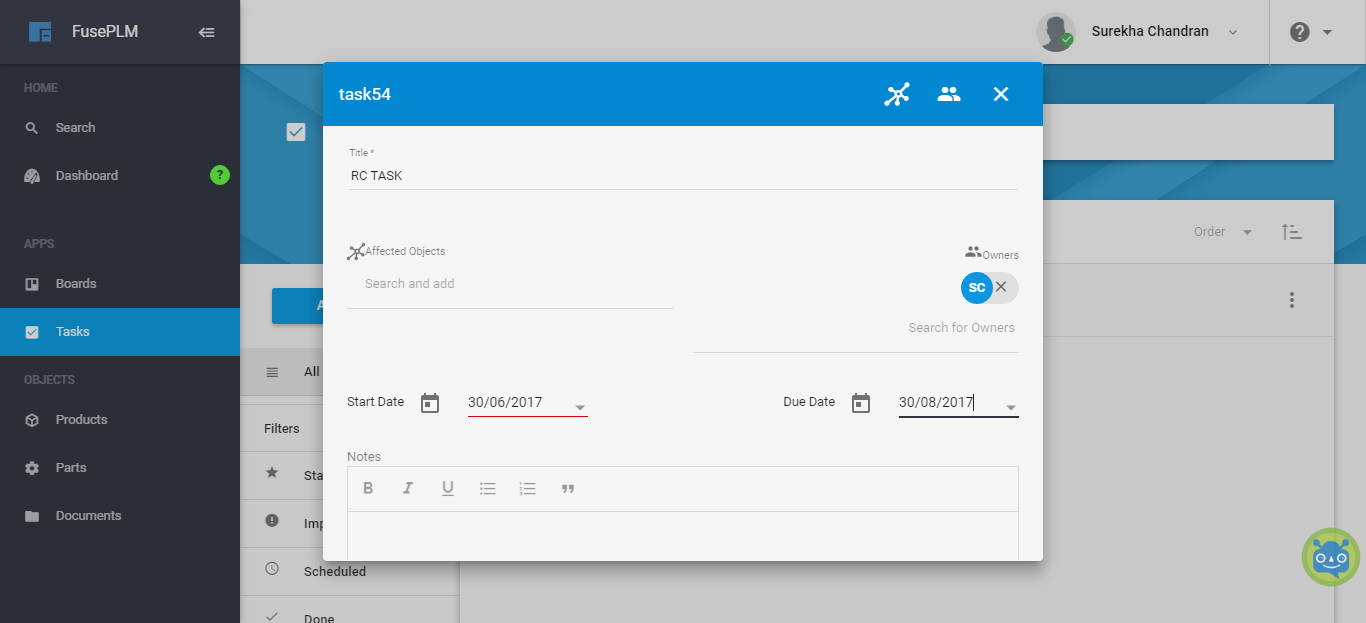 FusePLM
Surekha Chandran
?
HOME
Search
Dashboard
?
APPS
Boards
Tasks
OBJECTS
Products
Parts
Documents
All
Filters
Sta
Imp
Scheduled
Done
Order
task54
Title *
RC TASK
Affected Objects
Search and add
Owners
SC
Search for Owners
Start Date
30/06/2017
Due Date
30/08/2017
Notes
B I U